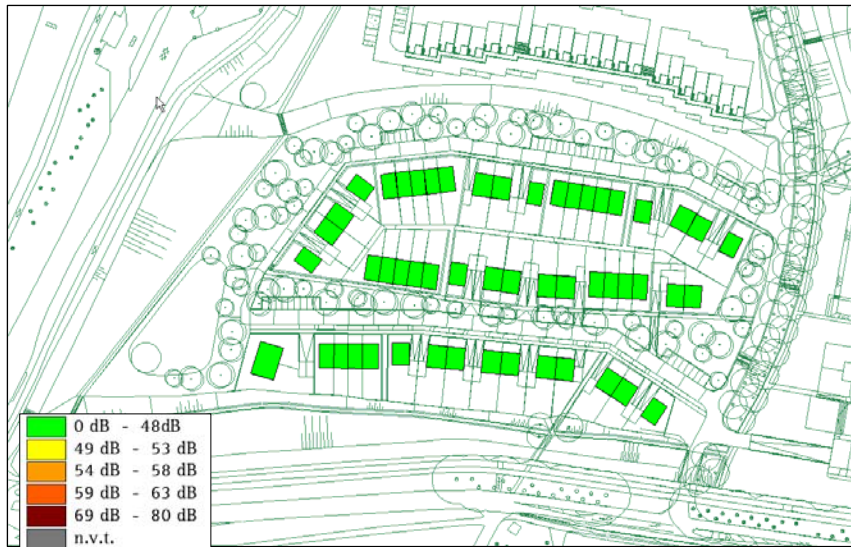 0 dB - 48dB
49 dB - 53 dB
54 dB - 58 dB
59 dB - 63 dB
69 dB - 80 dB
n.v.t.